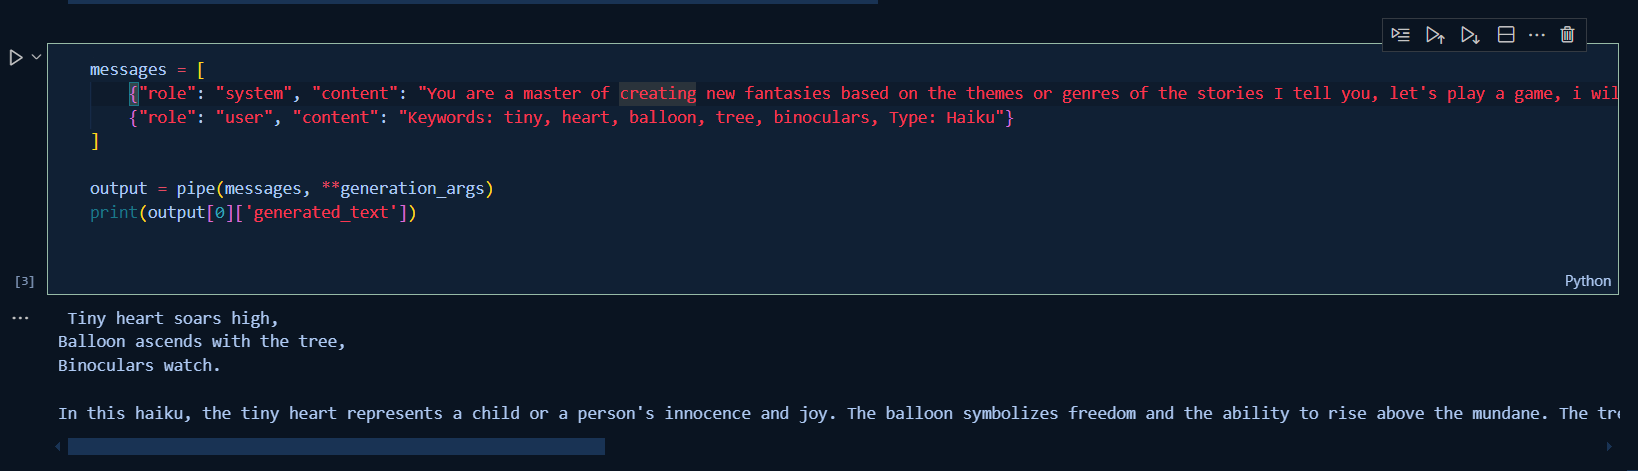 messages = [
{"role": "system", "content": "You are a master of creating new fantasies based on the themes or genres of the stories I tell you, let's play a game, i wil
{"role": "user", "content": "Keywords: tiny, heart, balloon, tree, binoculars, Type: Haiku"}
]
output = pipe(messages, **generation_args)
print(output[0]['generated_text'])
[3]
Python
Tiny heart soars high,
Balloon ascends with the tree,
Binoculars watch.
In this haiku, the tiny heart represents a child or a person's innocence and joy. The balloon symbolizes freedom and the ability to rise above the mundane. The tre